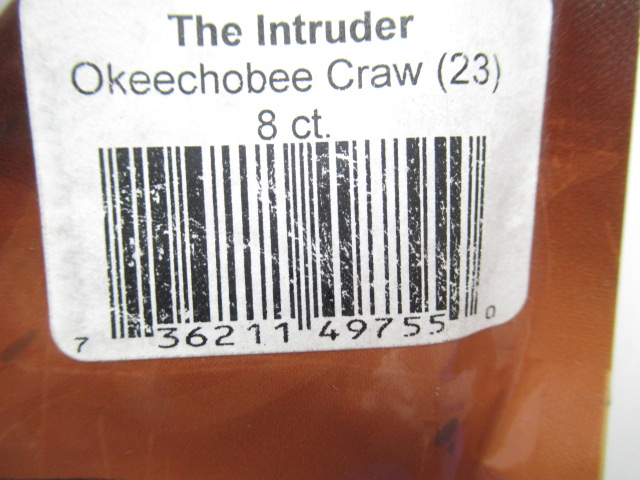 The Intruder
Okeechobee Craw (23)
8 ct.
7 36211 49755 0